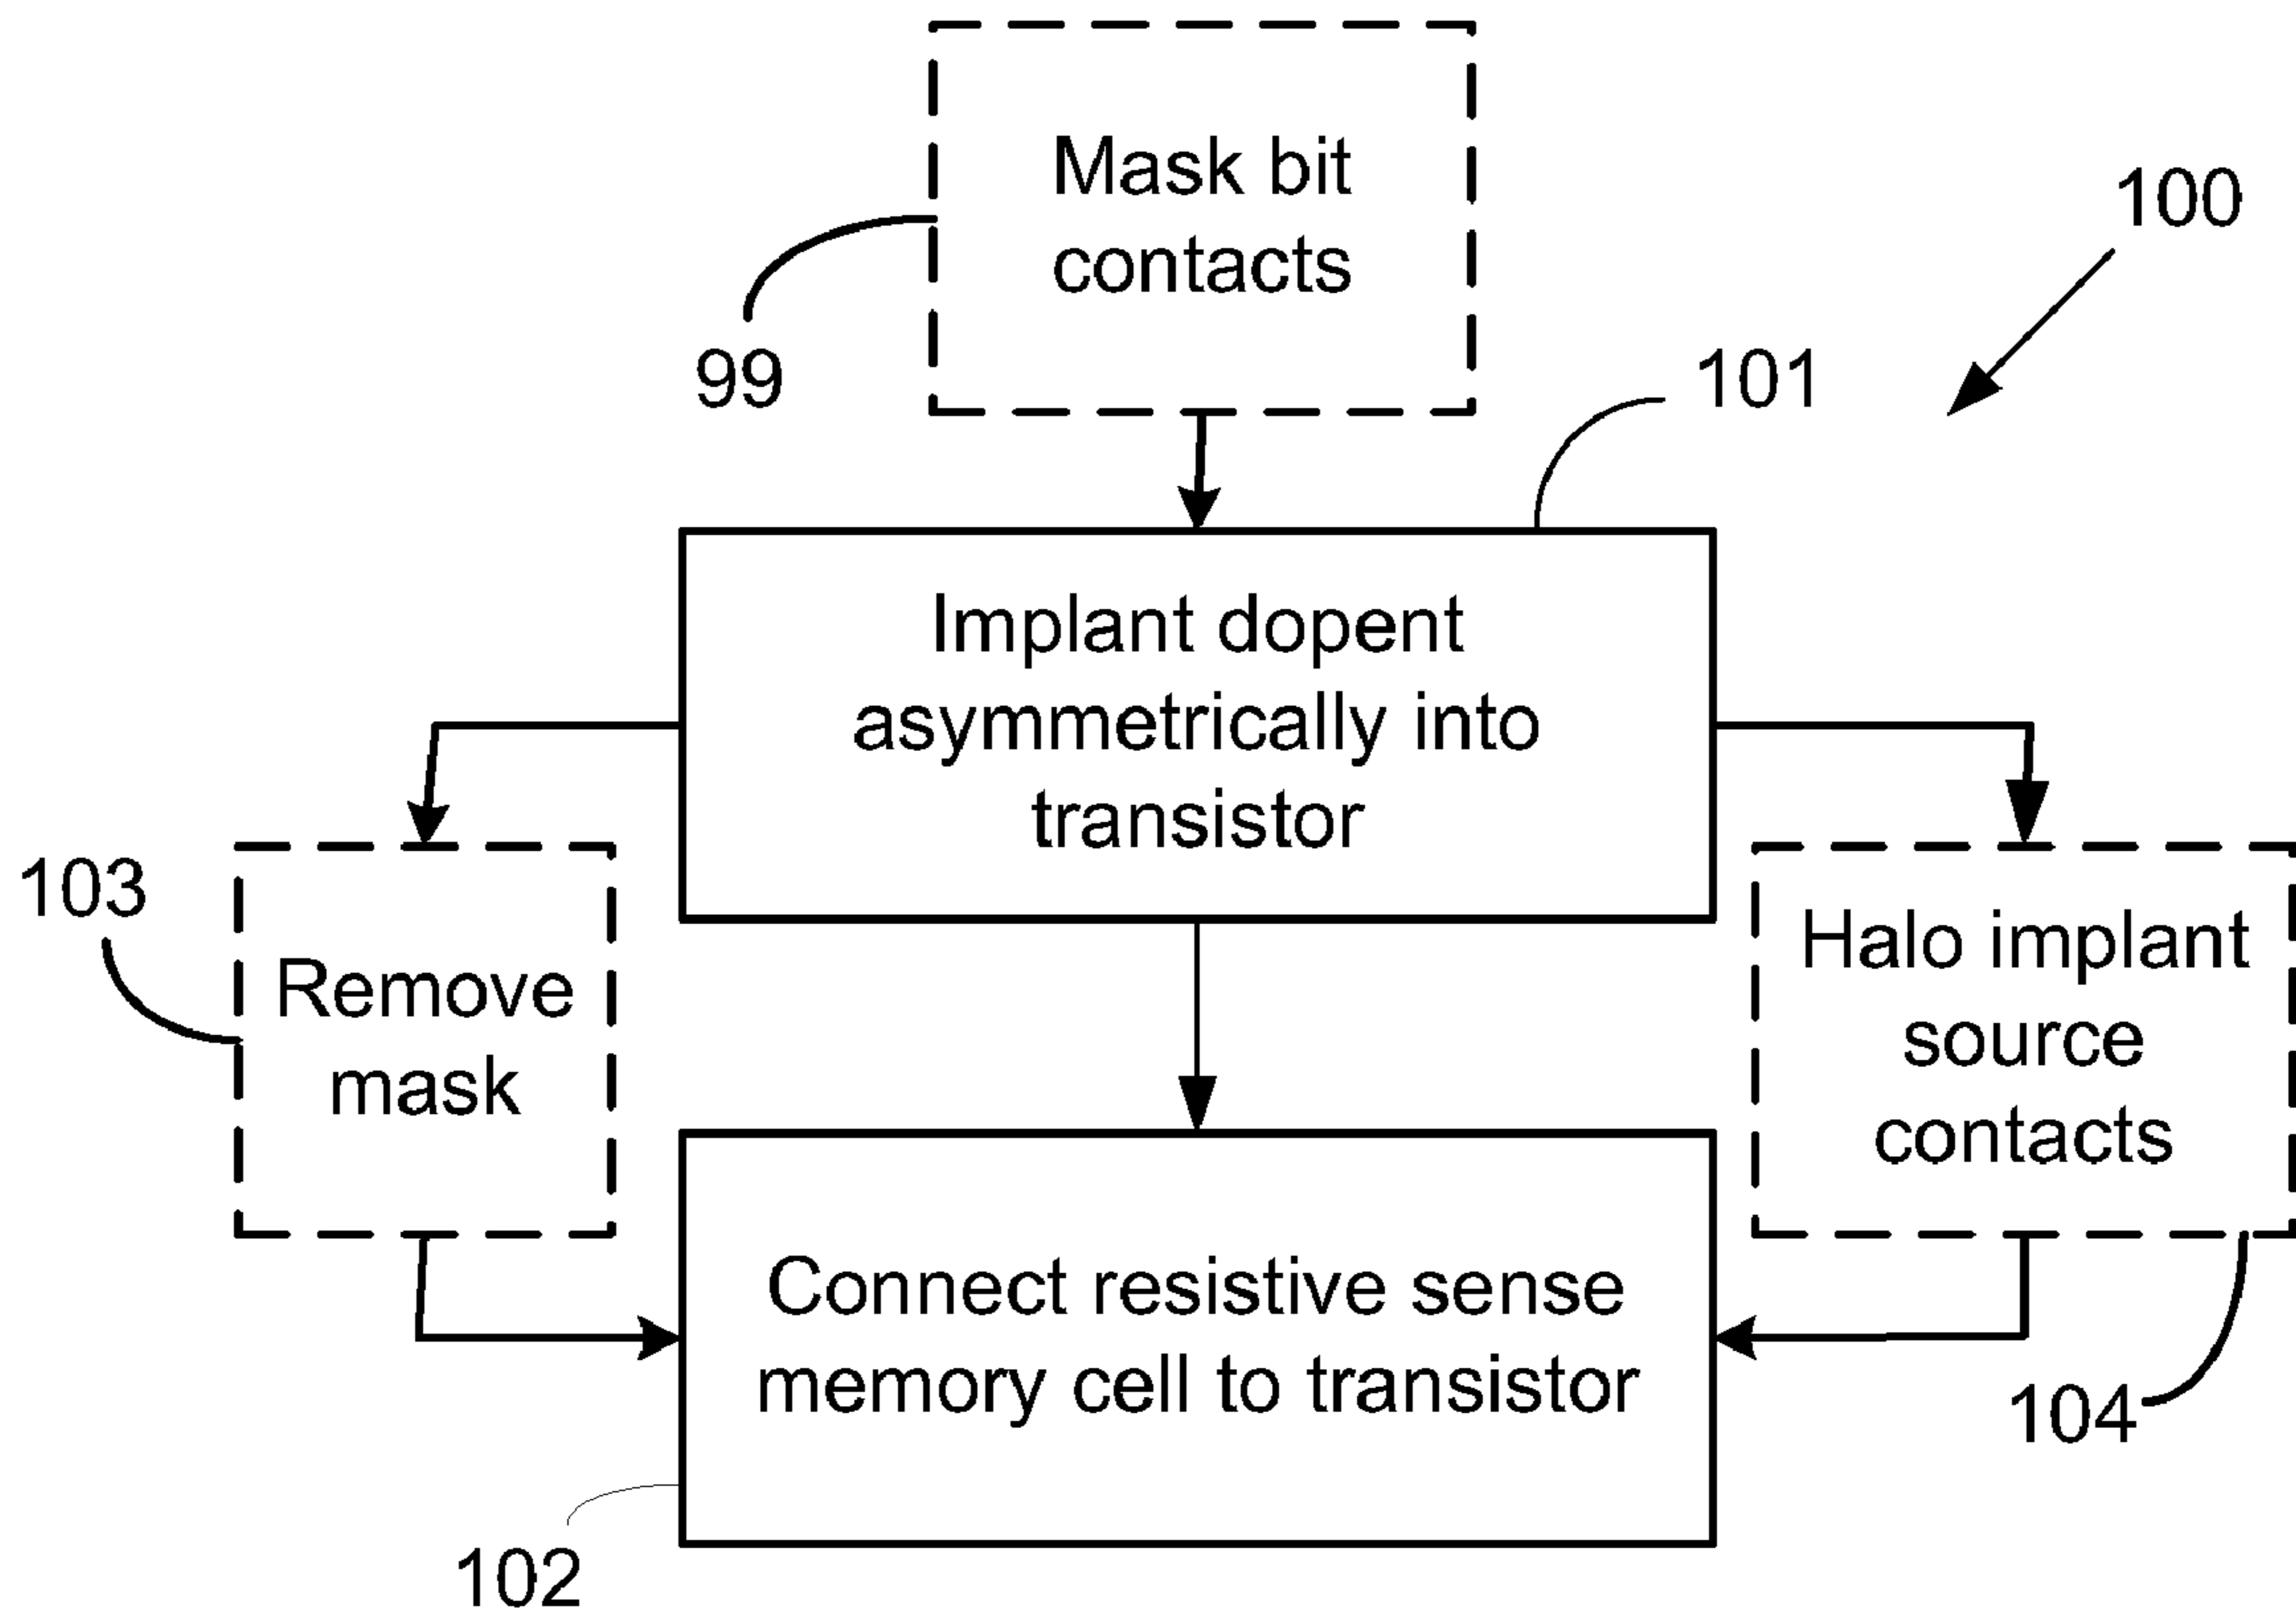 Mask bit
contacts
100
99
101
Implant dopent
asymmetrically into
transistor
103
Remove
mask
Halo implant
source
contacts
Connect resistive sense
memory cell to transistor
104
102